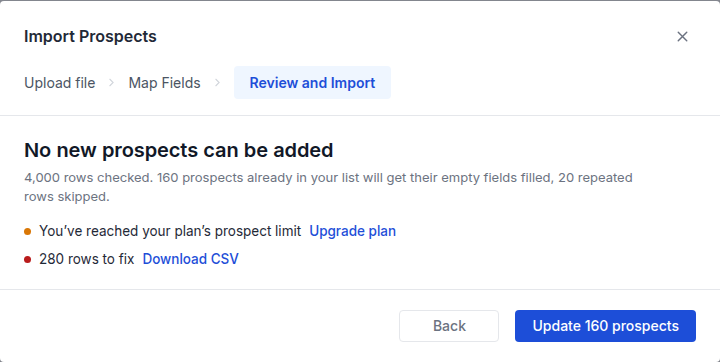 Import Prospects
Upload file
Map Fields
Review and Import
No new prospects can be added
4,000 rows checked. 160 prospects already in your list will get their empty fields filled, 20 repeated
rows skipped.
You’ve reached your plan’s prospect limit Upgrade plan
280 rows to fix Download CSV
Back
Update 160 prospects